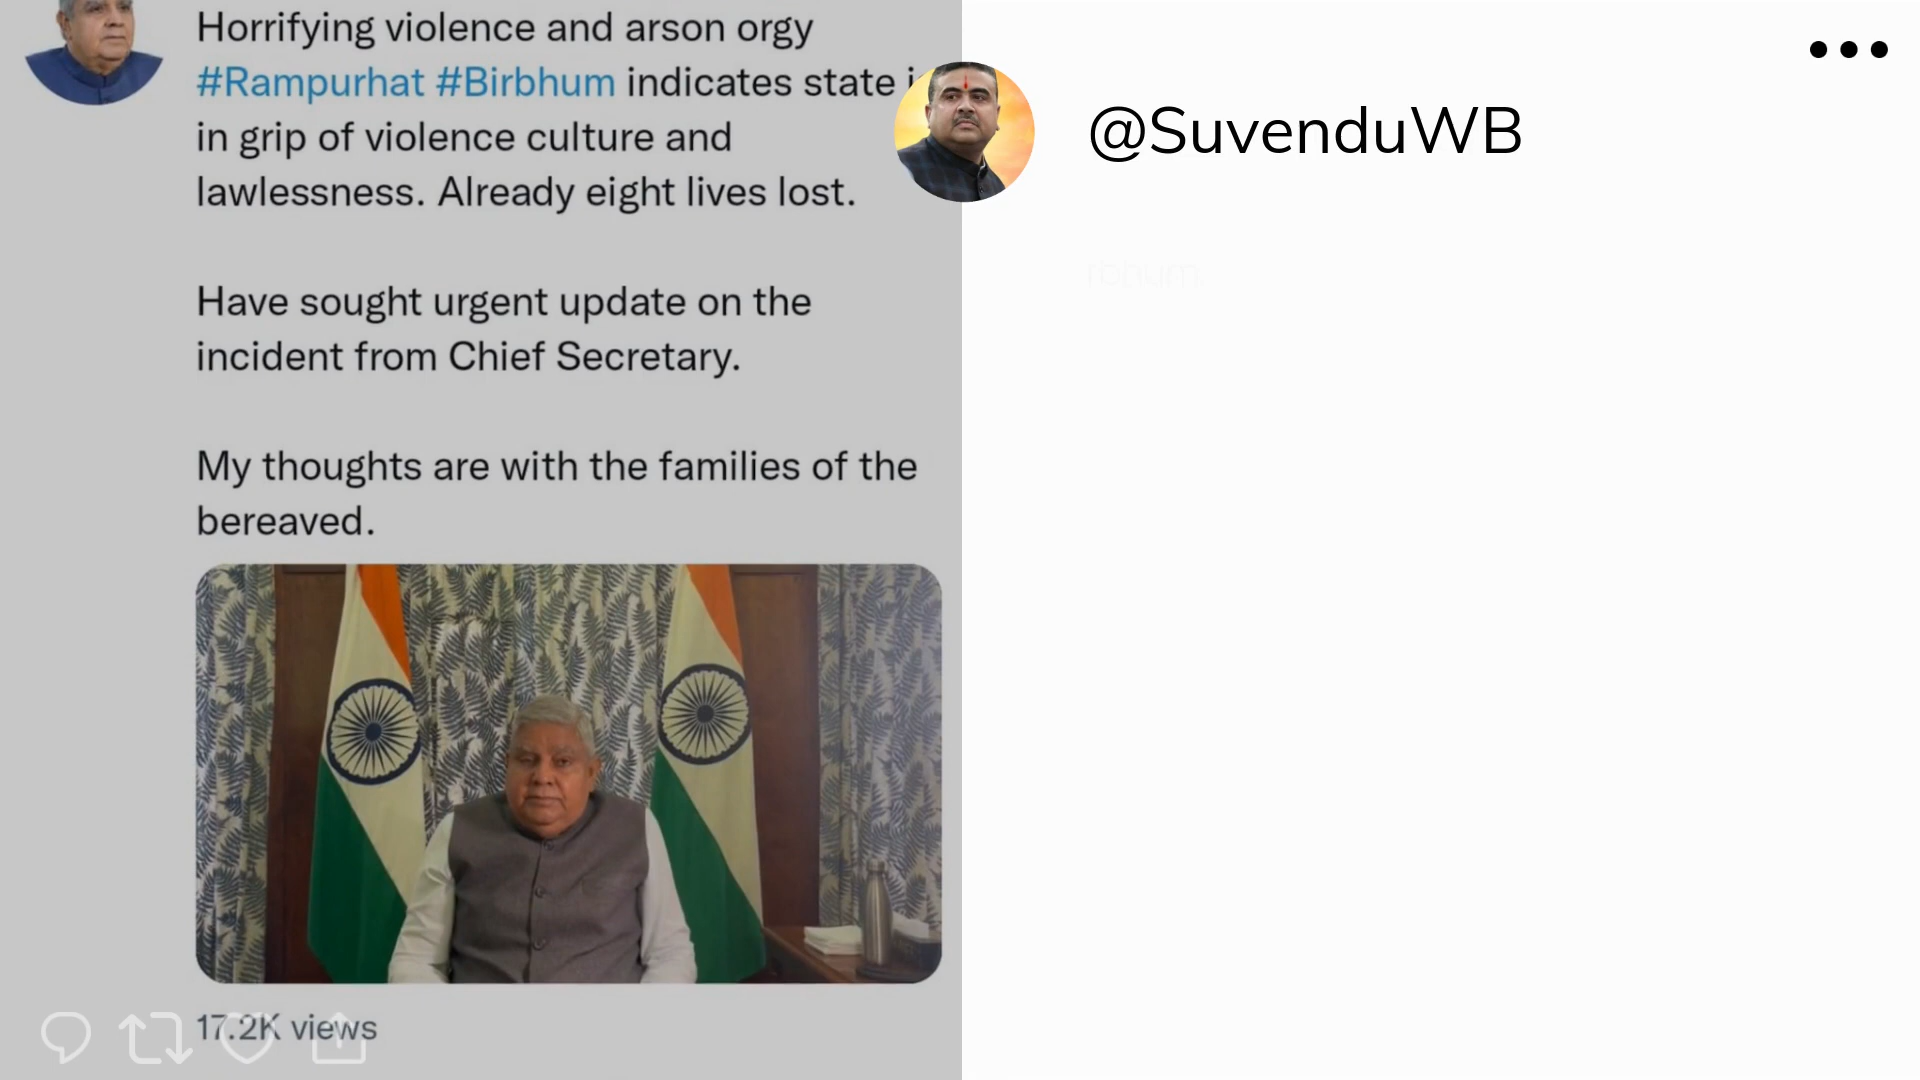 Horrifying violence and arson orgy
#Rampurhat #Birbhum indicates state
in grip of violence culture and
lawlessness. Already eight lives lost.
Have sought urgent update on the
incident from Chief Secretary.
My thoughts are with the families of the
bereaved.
17.2K views
@SuvenduWB
rbhum